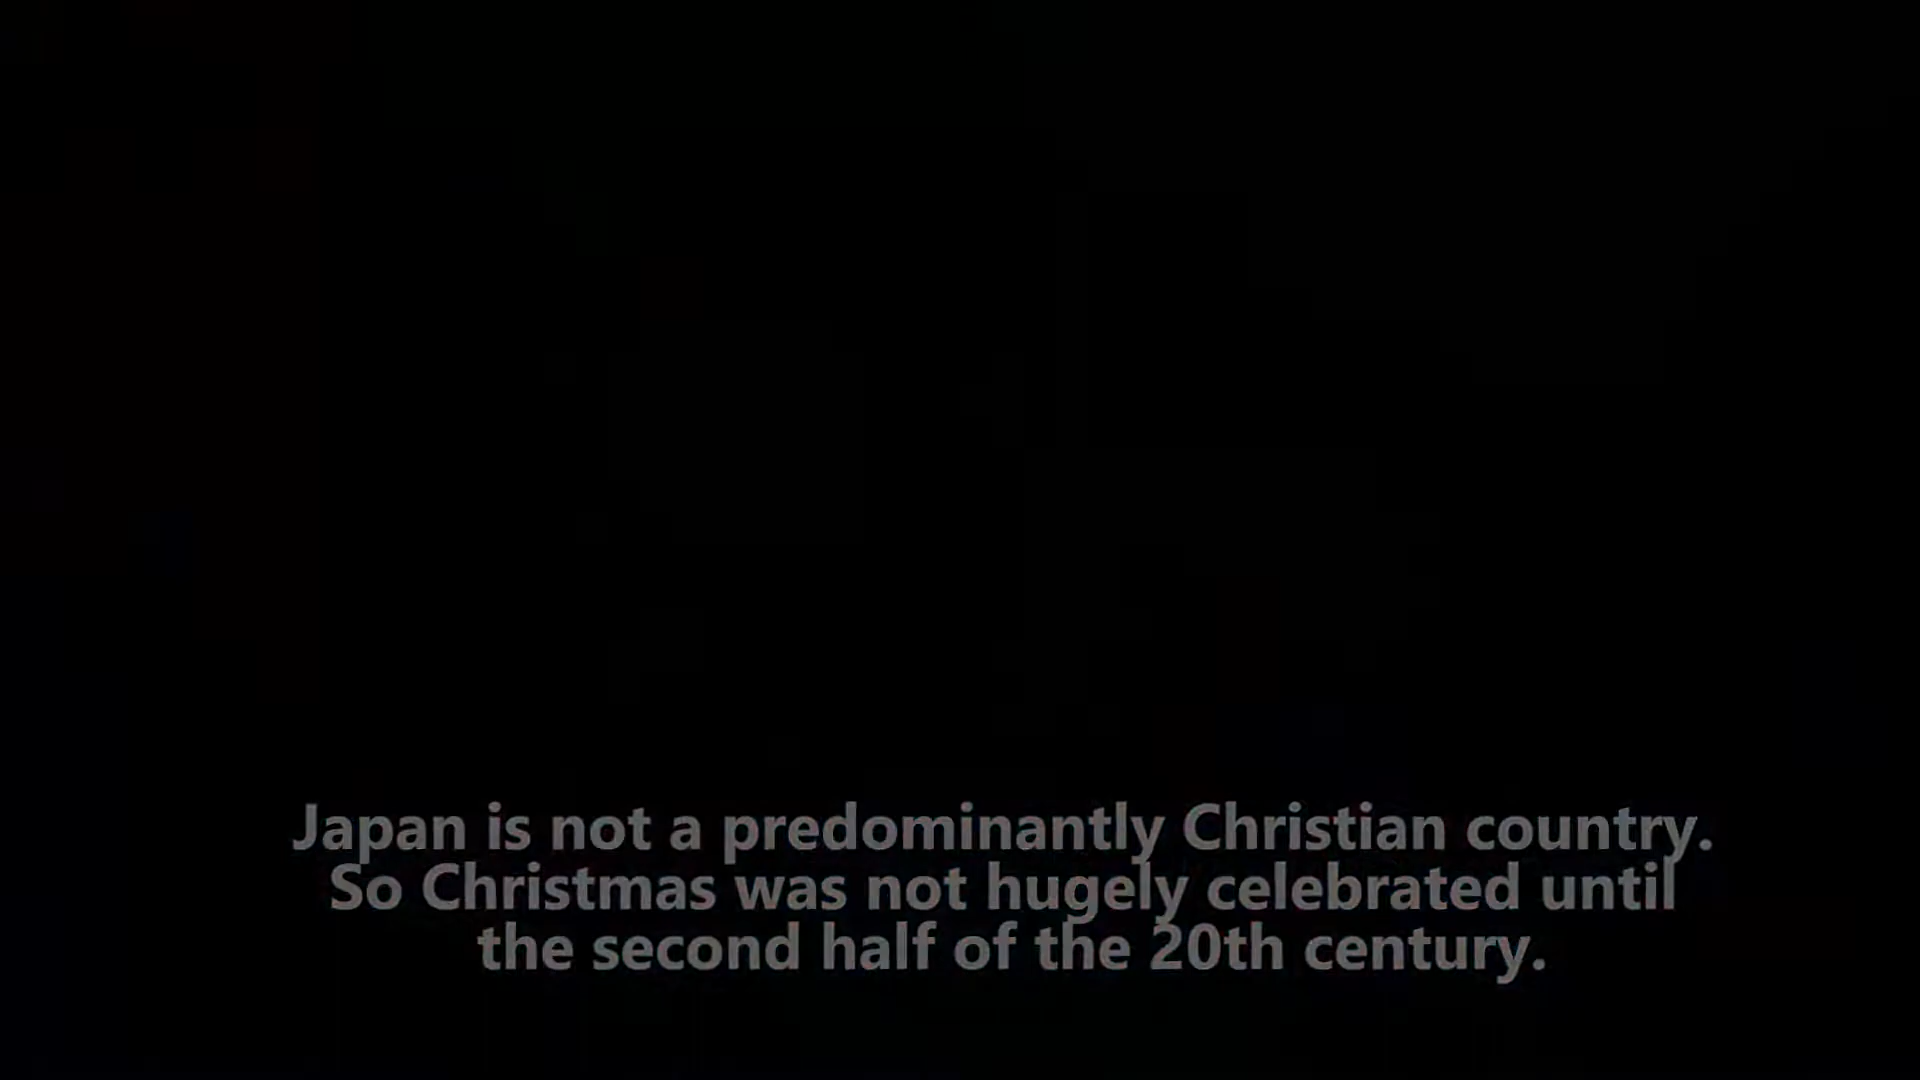 Japan is not a predominantly Christian country.
So Christmas was not hugely celebrated until
the second half of the 20th century.